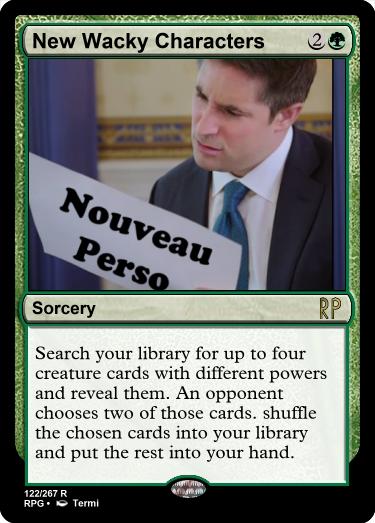 New Wacky Characters 2
Nouveau
Perso
Sorcery RP
Search your library for up to four
creature cards with different powers
and reveal them. An opponent
chooses two of those cards. shuffle
the chosen cards into your library
and put the rest into your hand.
122/267 R
RPG • Termi